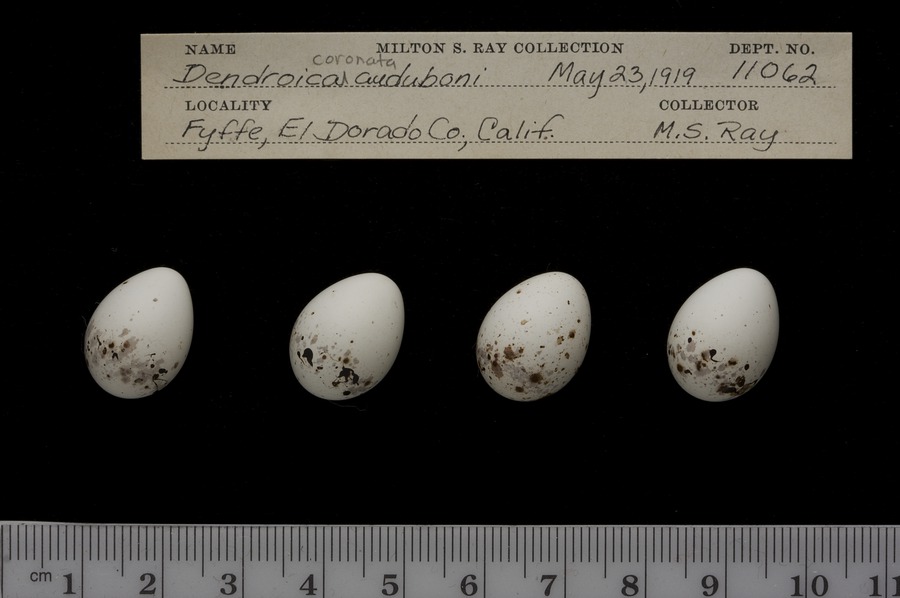 NAME MILTON S. RAY COLLECTION DEPT. NO.
coronata
Dendroica auduboni May 23, 1919 11062
LOCALITY COLLECTOR
Fyffe, El Dorado Co., Calif. M.S. Ray
cm 1 2 3 4 5 6 7 8 9 10 11